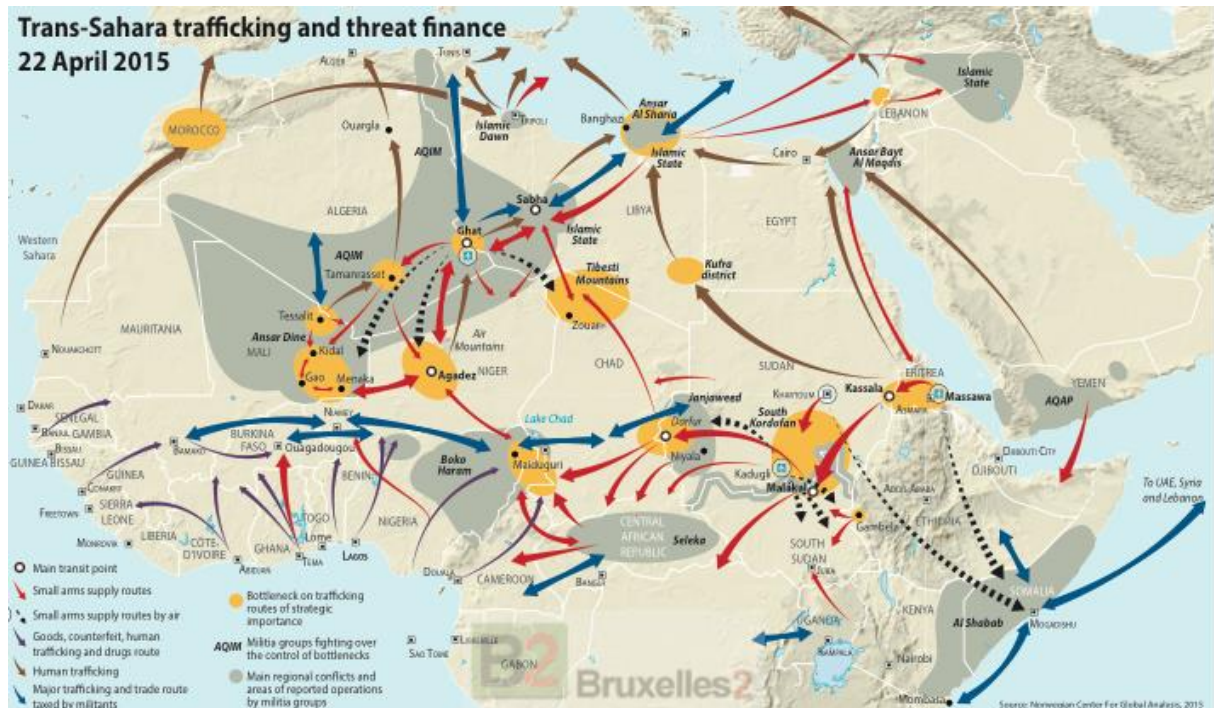 Trans-Sahara trafficking and threat finance
22 April 2015
TUNIS
ALGER
MOROCCO
Ouargla
AQIM
Islamic
Dawn
TRIPOLI
Banghazi
Ansar
Al Sharia
Islamic
State
LEBANON
Islamic
State
Cairo
Ansar Bayt
Al Maqdis
Western
Sahara
ALGERIA
AQIM
Tamanrasset
Ghat
Sabha
Islamic
State
LIBYA
EGYPT
Tibesti
Mountains
Zouar
Kufra
district
MAURITANIA
NOUAKCHOTT
Tessalit
Ansar Dine
MALI
Kidal
Gao
Menaka
Aïr
Mountains
Agadez
NIGER
CHAD
SUDAN
ERITREA
Kassala
ASMARA
Massawa
YEMEN
AQAP
DAKAR
SENEGAL
BANJUL
GAMBIA
BISSAU
GUINEA BISSAU
GUINEA
CONAKRY
SIERRA
LEONE
FREETOWN
MONROVIA
LIBERIA
BAMAKO
BURKINA
FASO
Ouagadougou
NIAMEY
BENIN
TOGO
Lome
GHANA
CÔTE-
D'IVOIRE
ABIDJAN
TEMA
LAGOS
NIGERIA
Boko
Haram
Lake Chad
Maiduguri
Janjaweed
Darfur
Nyala
KHARTOUM
South
Kordofan
Kadugli
Malakal
Gambela
ADDIS ABABA
ETHIOPIA
DJIBOUTI
DJIBOUTI CITY
To UAE, Syria
and Lebanon
CENTRAL
AFRICAN
REPUBLIC
Seleka
DOUALA
CAMEROON
BANGUI
SOUTH
SUDAN
JUBA
UGANDA
KAMPALA
KENYA
Nairobi
Mombasa
SOMALIA
Al Shabab
MOGADISHU
SAO TOME
LIBREVILLE
GABON
Main transit point
Small arms supply routes
Small arms supply routes by air
Goods, counterfeit, human
trafficking and drugs route
Human trafficking
Major trafficking and trade route
taxed by militants
Bottleneck on trafficking
routes of strategic
importance
AQIM Militia groups fighting over
the control of bottlenecks
Main regional conflicts and
areas of reported operations
by militia groups
B2
Bruxelles2
Source: Norwegian Center For Global Analysis, 2015